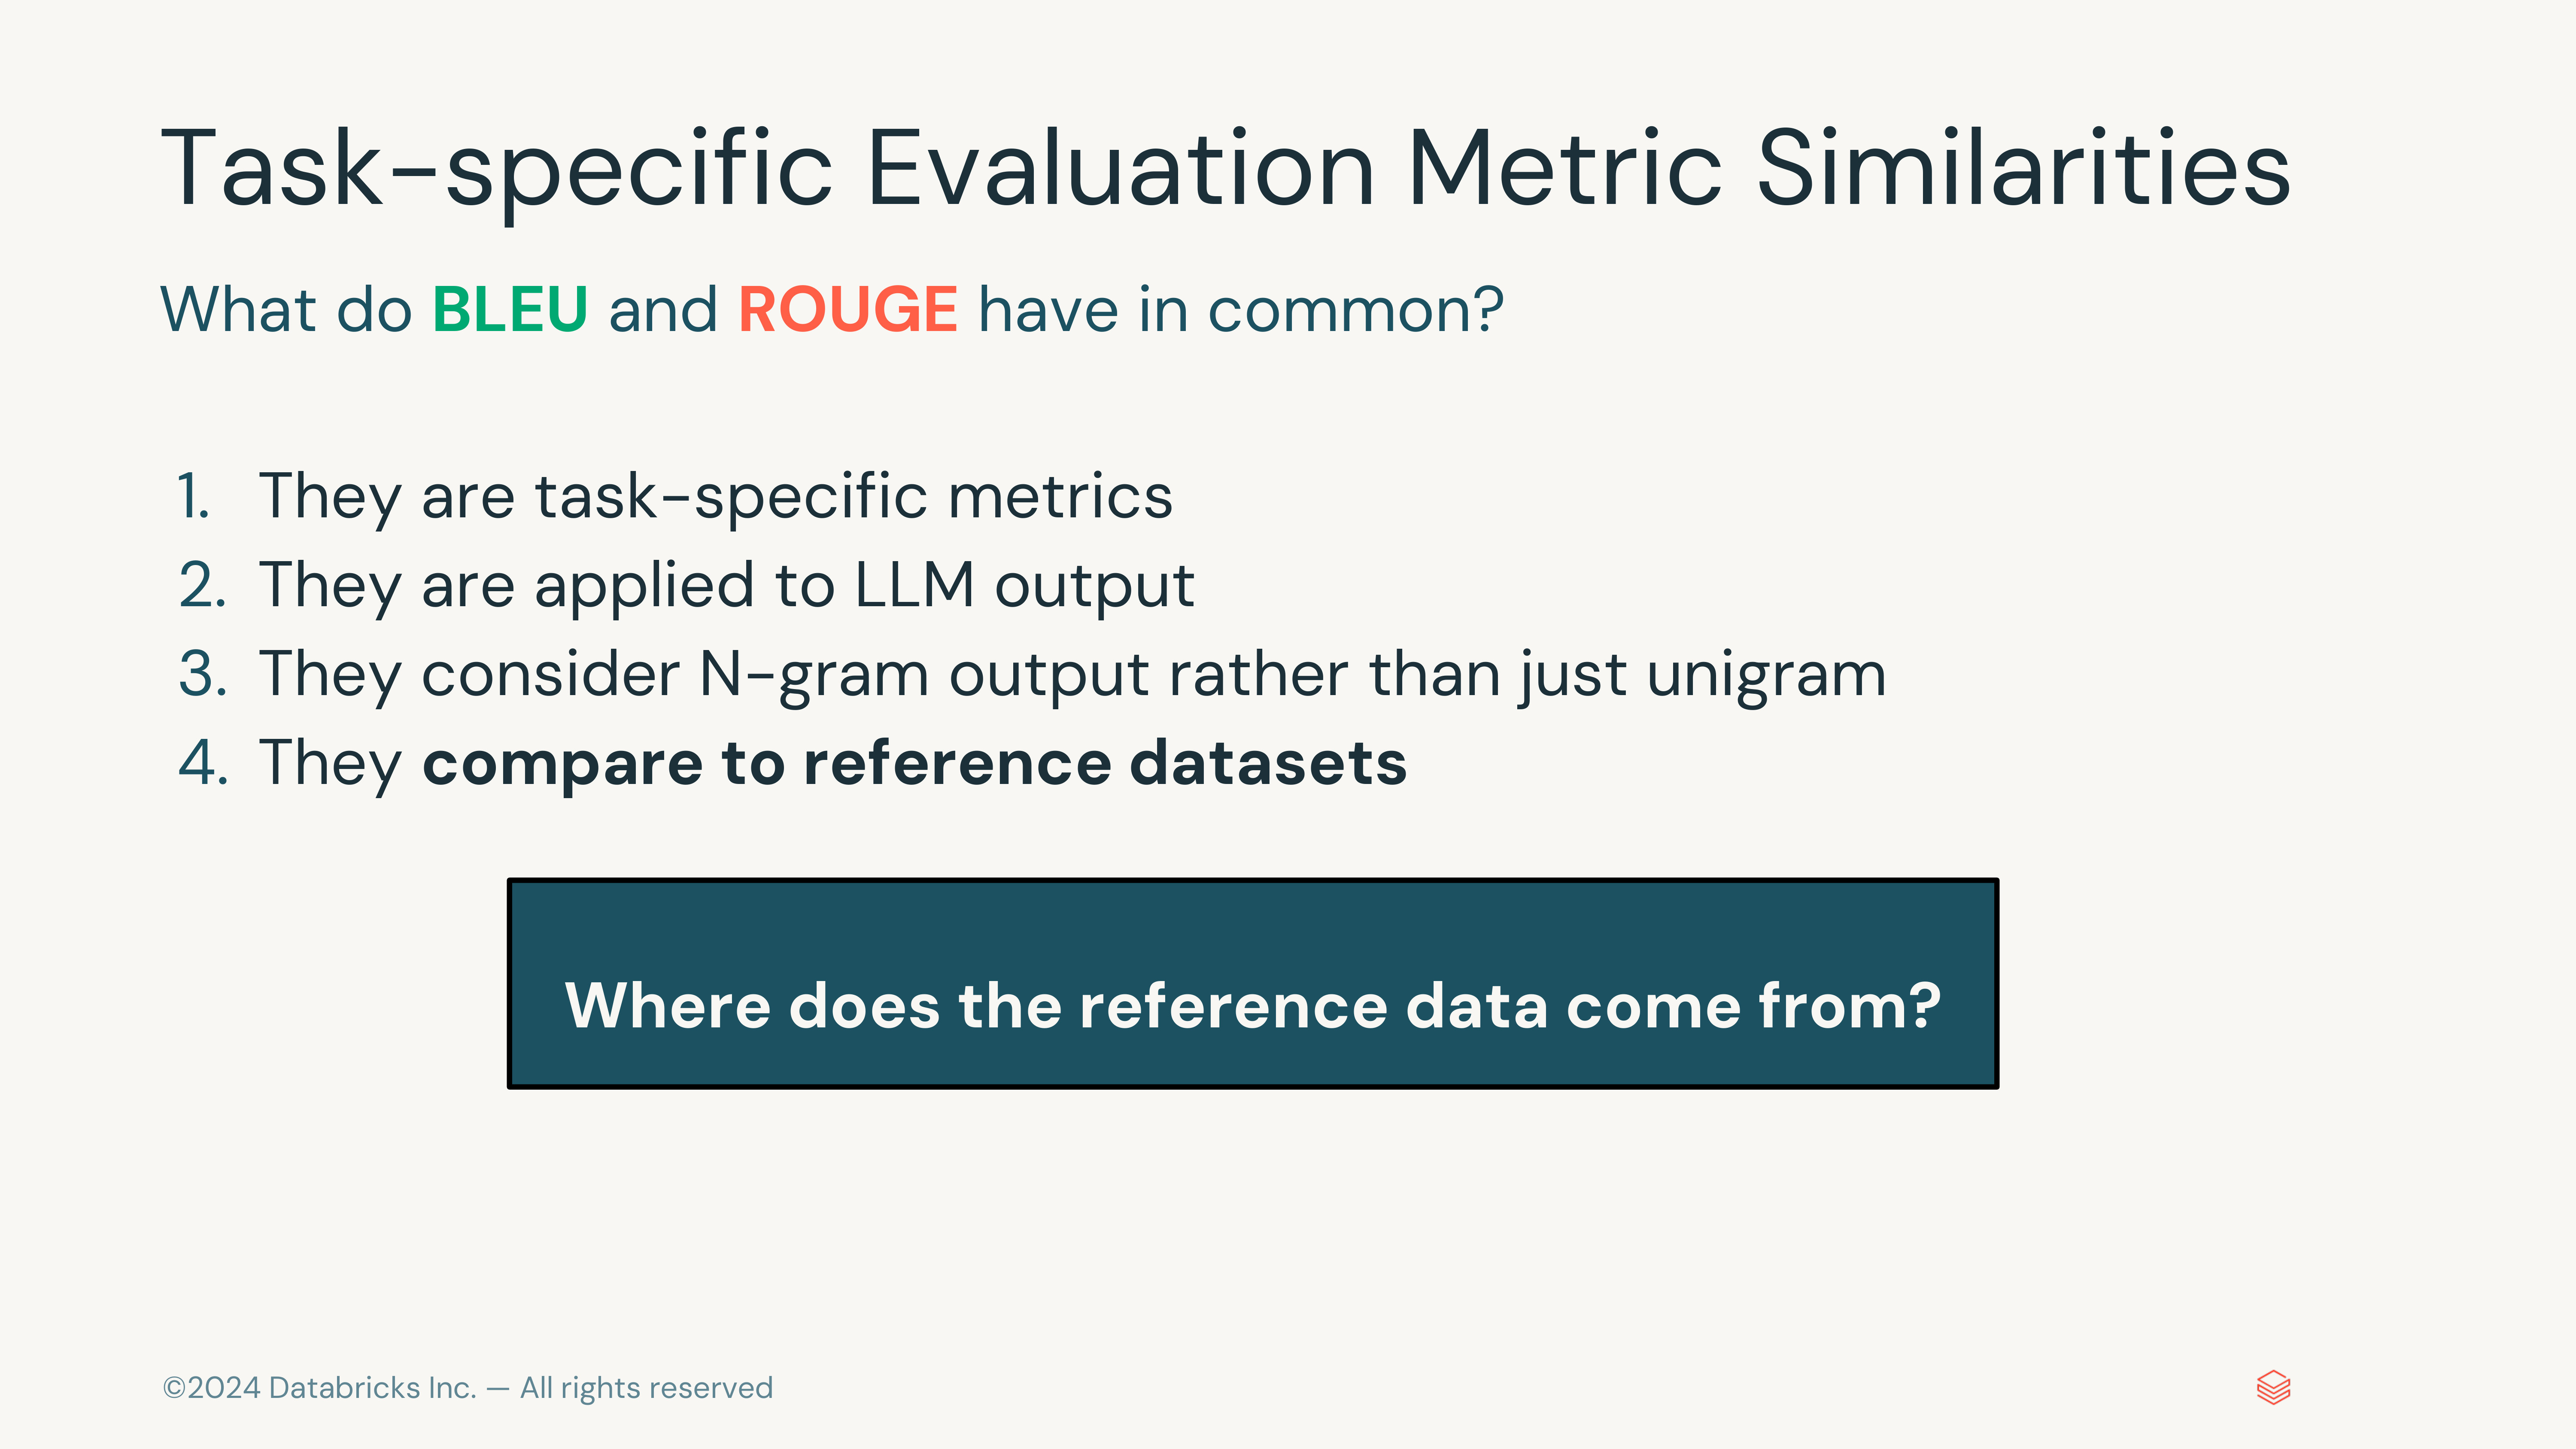 Task-specific Evaluation Metric Similarities
What do BLEU and ROUGE have in common?
1. They are task-specific metrics
2. They are applied to LLM output
3. They consider N-gram output rather than just unigram
4. They compare to reference datasets
Where does the reference data come from?
©2024 Databricks Inc. — All rights reserved